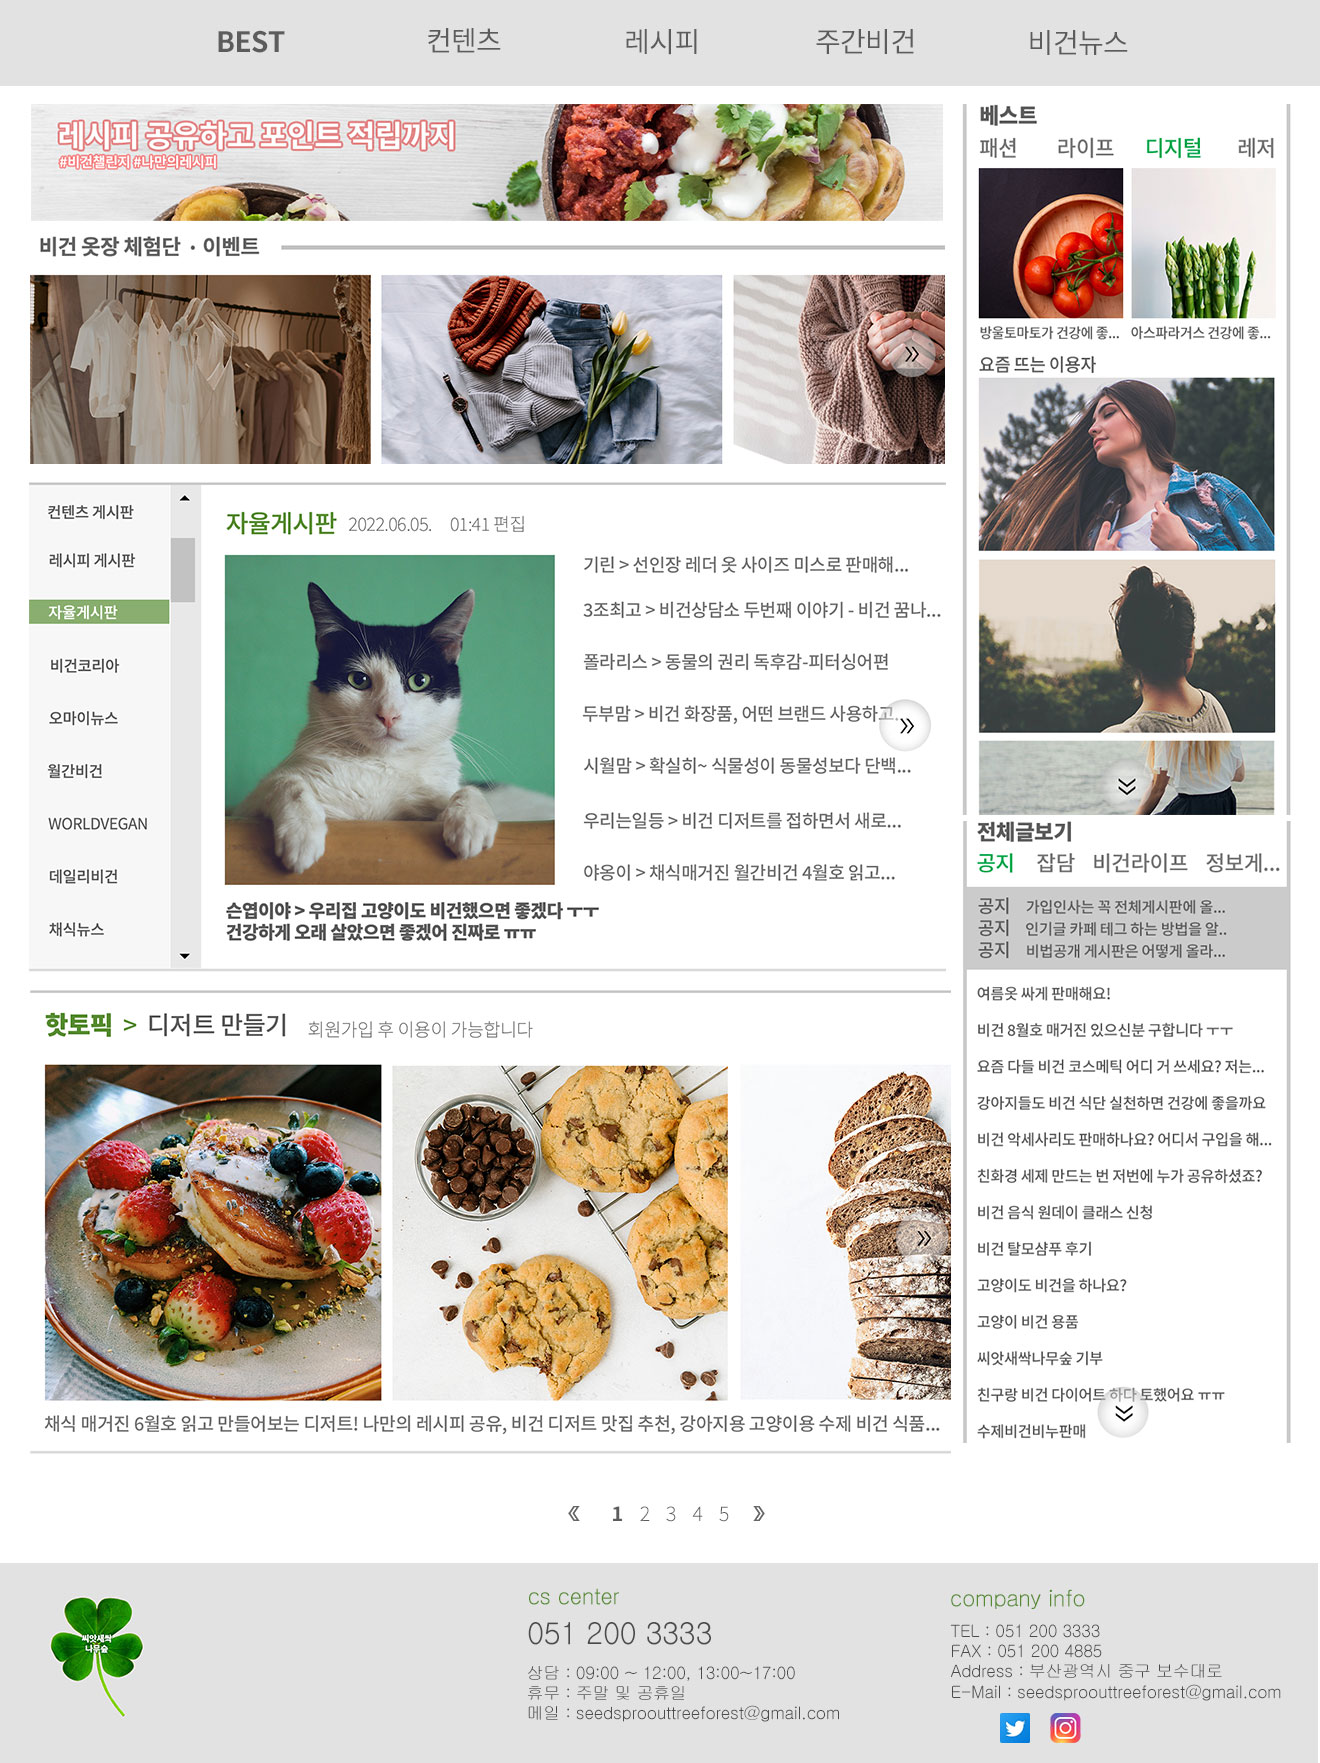 BEST 컨텐츠 레시피 주간비건 비건뉴스
레시피 공유하고 포인트 적립까지
#비건챌린지 #나만의레시피
비건 옷장 체험단 · 이벤트
컨텐츠 게시판
레시피 게시판
자율게시판
비건코리아
오마이뉴스
월간비건
WORLDVEGAN
데일리비건
채식뉴스
자율게시판 2022.06.05. 01:41 편집
기린 > 선인장 레더 옷 사이즈 미스로 판매해...
3조최고 > 비건상담소 두번째 이야기 - 비건 꿈나...
폴라리스 > 동물의 권리 독후감-피터싱어편
두부맘 > 비건 화장품, 어떤 브랜드 사용하고...
시월맘 > 확실히~ 식물성이 동물성보다 단백...
우리는일등 > 비건 디저트를 접하면서 새로...
야옹이 > 채식매거진 월간비건 4월호 읽고...
슨엽이야 > 우리집 고양이도 비건했으면 좋겠다 ㅜㅜ
건강하게 오래 살았으면 좋겠어 진짜로 ㅠㅠ
핫토픽 > 디저트 만들기 회원가입 후 이용이 가능합니다
채식 매거진 6월호 읽고 만들어보는 디저트! 나만의 레시피 공유, 비건 디저트 맛집 추천, 강아지용 고양이용 수제 비건 식품...
베스트
패션 라이프 디지털 레저
방울토마토가 건강에 좋... 아스파라거스 건강에 좋...
요즘 뜨는 이용자
전체글보기
공지 잡담 비건라이프 정보게...
공지 가입인사는 꼭 전체게시판에 올...
공지 인기글 카페 테그 하는 방법을 알..
공지 비법공개 게시판은 어떻게 올라...
여름옷 싸게 판매해요!
비건 8월호 매거진 있으신분 구합니다 ㅜㅜ
요즘 다들 비건 코스메틱 어디 거 쓰세요? 저는...
강아지들도 비건 식단 실천하면 건강에 좋을까요
비건 악세사리도 판매하나요? 어디서 구입을 해...
친화경 세제 만드는 번 저번에 누가 공유하셨죠?
비건 음식 원데이 클래스 신청
비건 탈모샴푸 후기
고양이도 비건을 하나요?
고양이 비건 용품
씨앗새싹나무숲 기부
친구랑 비건 다이어트 하다 토했어요 ㅠㅠ
수제비건비누판매
《 1 2 3 4 5 》
씨앗새싹
나무숲
cs center
051 200 3333
상담 : 09:00 ~ 12:00, 13:00~17:00
휴무 : 주말 및 공휴일
메일 : seedsproouttreeforest@gmail.com
company info
TEL : 051 200 3333
FAX : 051 200 4885
Address : 부산광역시 중구 보수대로
E-Mail : seedsproouttreeforest@gmail.com